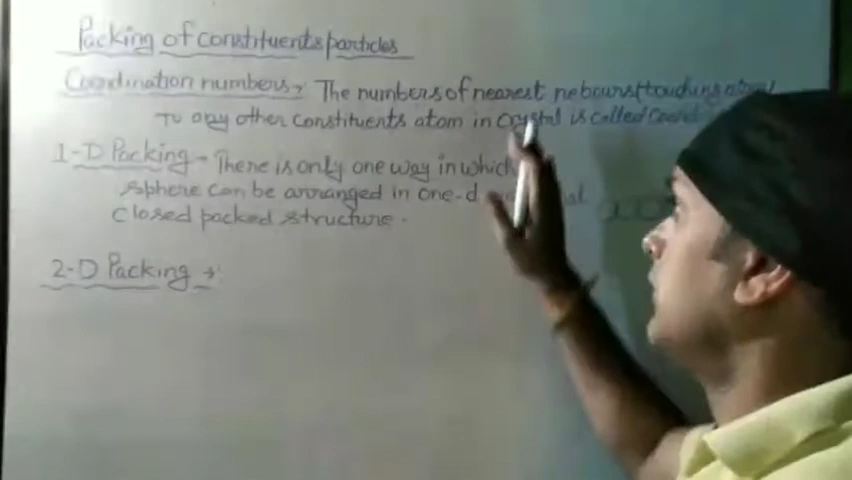 Packing of constituents particles
Coordination numbers → The numbers of nearest nebours (touching atom)
To any other constituents atom in crystal is called Coord
1-D Packing → There is only one way in which
sphere can be arranged in one-d
closed packed structure.
2-D Packing →